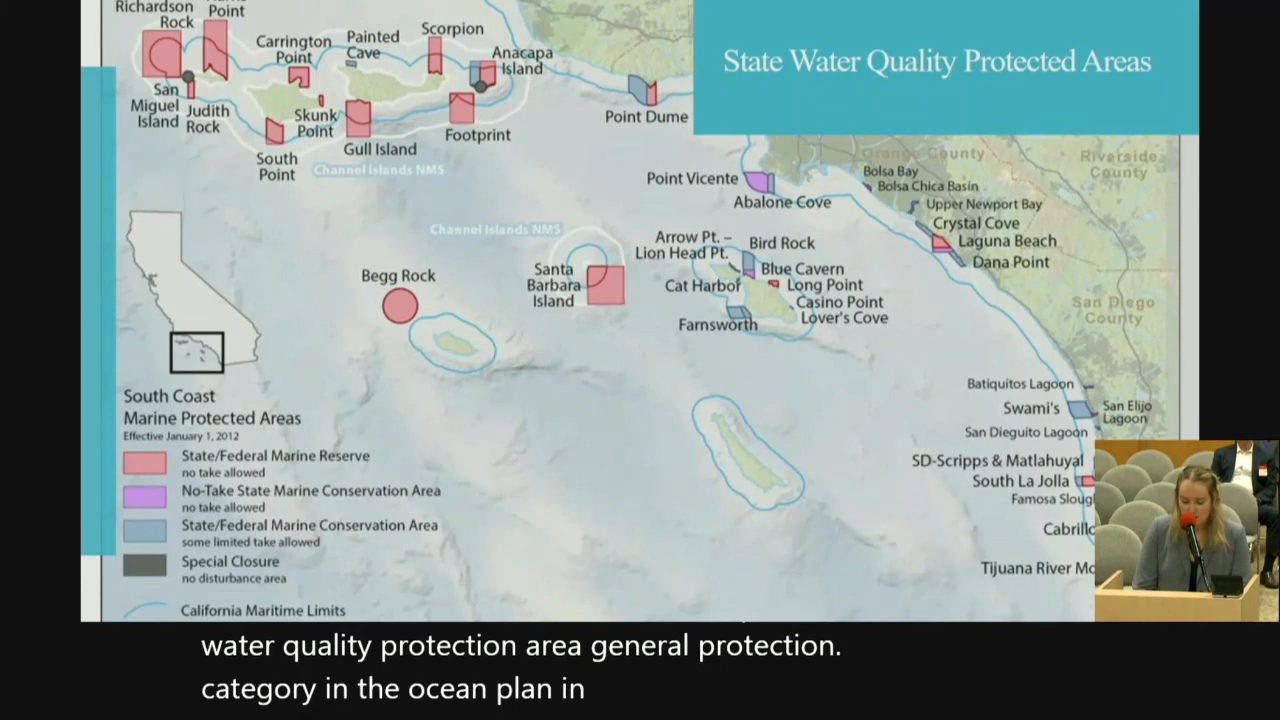 Richardson
Rock
Point
State Water Quality Protected Areas
Carrington
Point
Painted
Cave
Scorpion
Anacapa
Island
San
Miguel
Island
Judith
Rock
Skunk
Point
Gull Island
Footprint
Point Dume
South
Point
Channel Islands NMS
Orange County
Riverside
County
Point Vicente
Abalone Cove
Bolsa Bay
Bolsa Chica Basin
Upper Newport Bay
Crystal Cove
Laguna Beach
Dana Point
Channel Islands NMS
Arrow Pt. –
Lion Head Pt.
Bird Rock
Blue Cavern
Cat Harbor
Long Point
Casino Point
Lover's Cove
Farnsworth
Begg Rock
Santa
Barbara
Island
San Diego
County
Batiquitos Lagoon
Swami's
San Elijo
Lagoon
San Dieguito Lagoon
SD-Scripps & Matlahuyal
South La Jolla
Famosa Sloug
Cabrillo
Tijuana River Mo
South Coast
Marine Protected Areas
Effective January 1, 2012
State/Federal Marine Reserve
no take allowed
No-Take State Marine Conservation Area
no take allowed
State/Federal Marine Conservation Area
some limited take allowed
Special Closure
no disturbance area
California Maritime Limits
water quality protection area general protection.
category in the ocean plan in